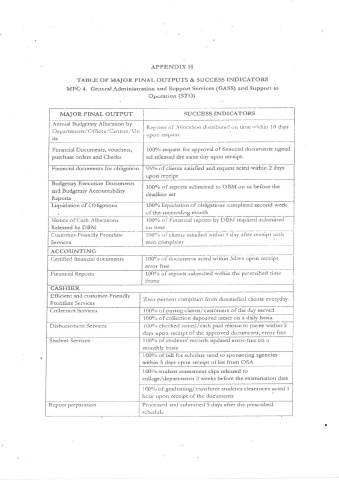 APPENDIX H
TABLE OF MAJOR FINAL OUTPUTS & SUCCESS INDICATORS
MFO 4. General Administration and Support Services (GASS) and Support to
Operation (STO)
MAJOR FINAL OUTPUT
SUCCESS INDICATORS
Annual Budgetary Allocation by
Departments/Offices/Centers/Un
its
Reports of Allocation distributed on time within 10 days
upon request
Financial Documents, vouchers,
purchase orders and Checks
100% request for approval of financial documents signed
nd released the same day upon receipt.
Financial documents for obligation
95% of clients satisfied and request acted within 2 days
upon receipt
Budgetary Execution Documents
and Budgetary Accountability
Reports
100% of reports submitted to DBM on or before the
deadline set
Liquidation of Obligations
100% liquidation of obligations completed second week
of the succeeding month
Notice of Cash Allocations
Released by DBM
100% of Financial reports by DBM required submitted
on time
Customer-Friendly Frontline
Services
100% of clients satisfied within 1 day after receipt with
zero complaint
ACCOUNTING
Certified financial documents
100% of documents acted within 3days upon receipt
error free
Financial Reports
100% of reports submitted within the prescribed time
frame
CASHIER
Efficient and customer-Friendly
Frontline Services
Zero percent complaint from dissatisfied clients everyday.
Collection Services
100% of paying clients/customers of the day served
100% of collection deposited intact on a daily basis
Disbursement Services
100% checked issued/cash paid release to payee within 2
days upon receipt of the approved documents, error free
Student Services
100% of students' records updated error-free on a
monthly basis
100% of bill for scholars send to sponsoring agencies
within 5 days upon receipt of list from OSA
100% student assessment slips released to
college/departments 2 weeks before the examination date
100% of graduating/transferee students clearances acted 1
hour upon receipt of the documents
Report preparation
Processed and submitted 5 days after the prescribed
schedule